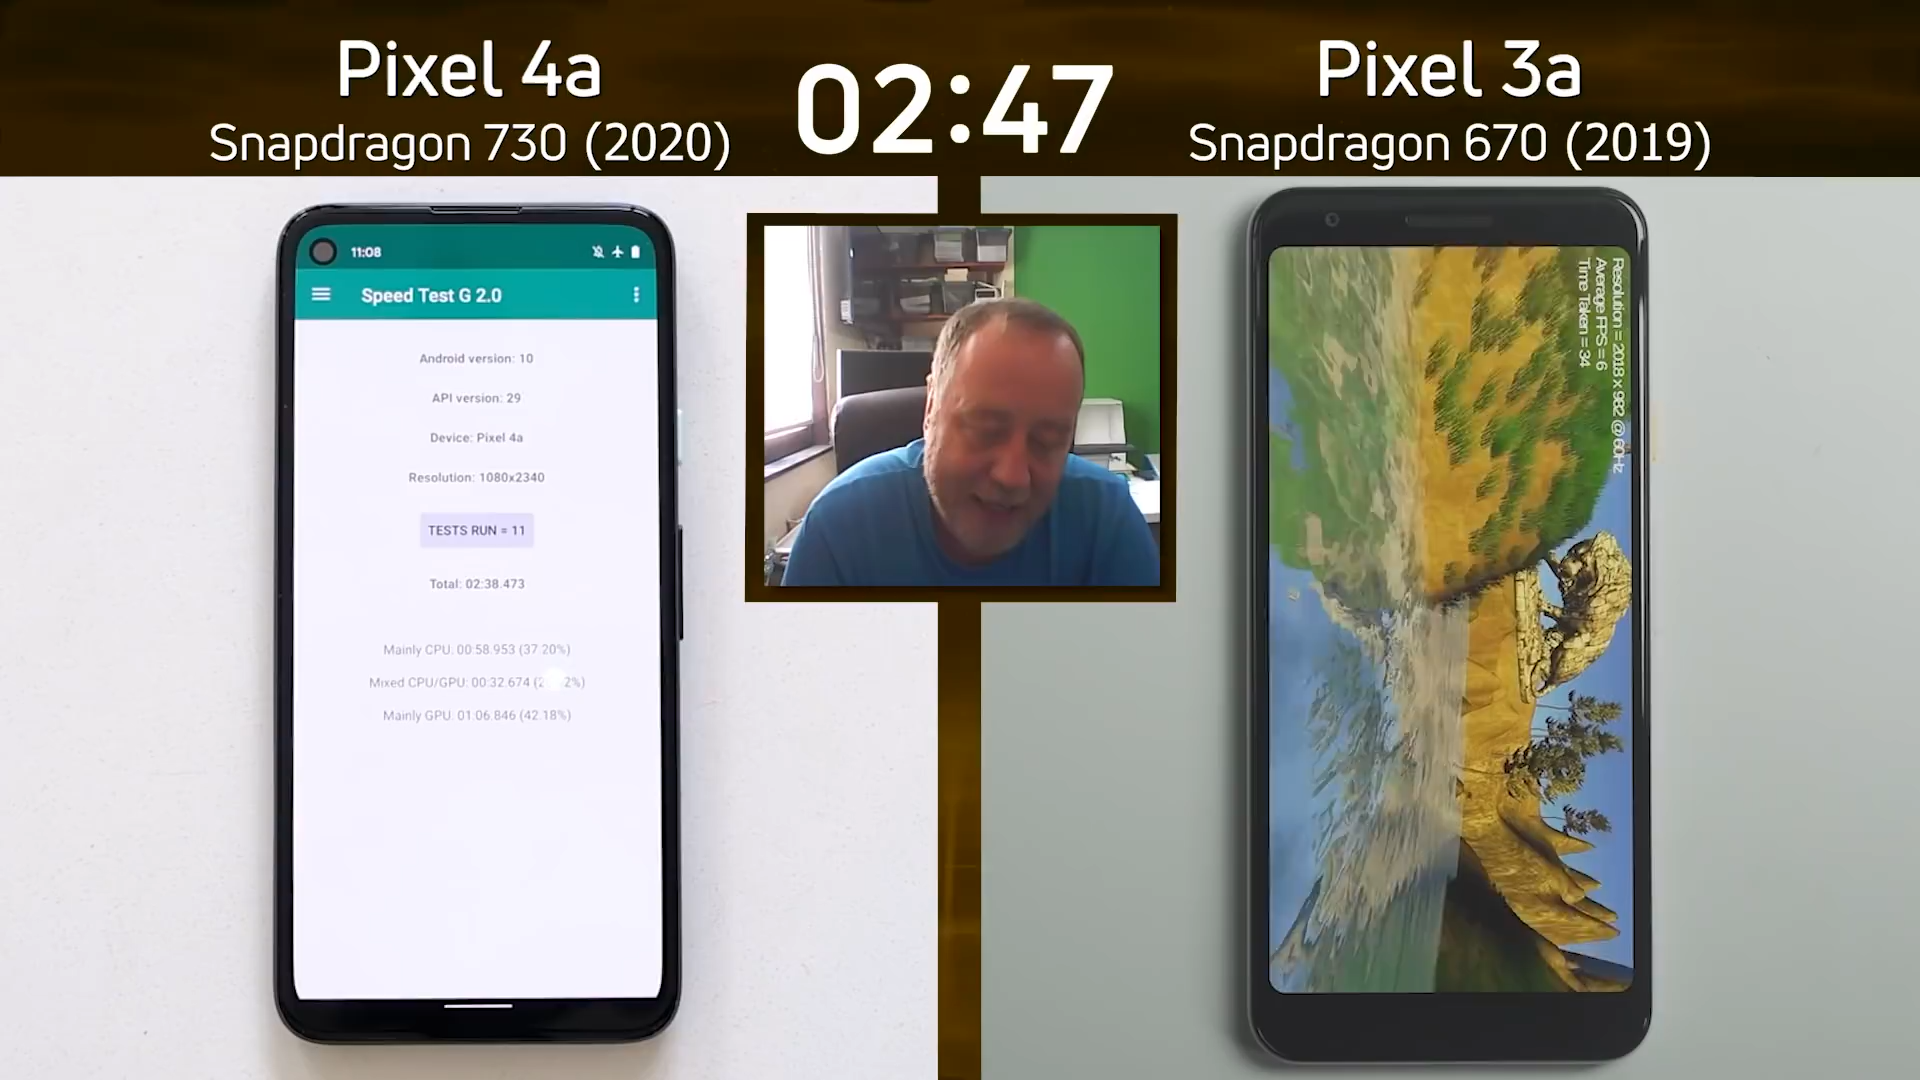 Pixel 4a
Snapdragon 730 (2020)
02:47
Pixel 3a
Snapdragon 670 (2019)
11:08
Speed Test G 2.0
Android version: 10
API version: 29
Device: Pixel 4a
Resolution: 1080x2340
TESTS RUN = 11
Total: 02:38.473
Mainly CPU: 00:58.953 (37.20%)
Mixed CPU/GPU: 00:32.674
Mainly GPU: 01:06.846 (42.18%)
Resolution = 2018 x 982 @ 60Hz
Average FPS = 6
Time Taken = 34